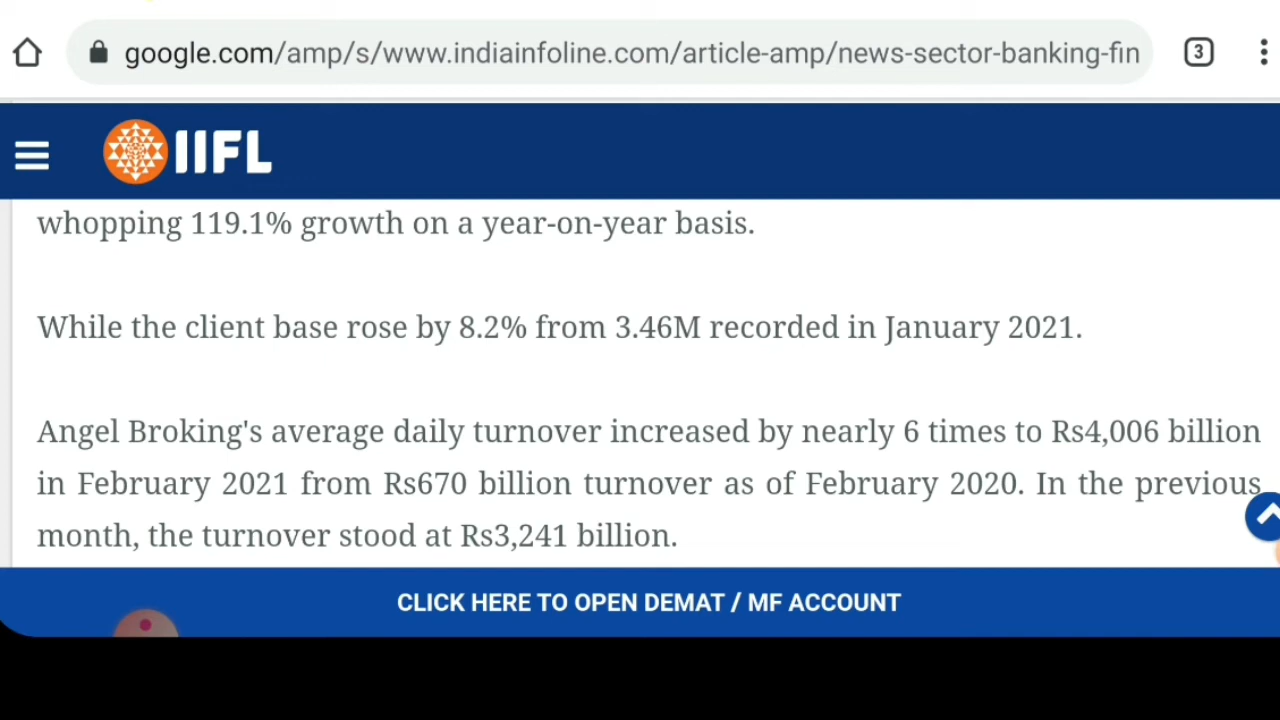 google.com/amp/s/www.indiainfoline.com/article-amp/news-sector-banking-fin
3
IIFL
whopping 119.1% growth on a year-on-year basis.
While the client base rose by 8.2% from 3.46M recorded in January 2021.
Angel Broking's average daily turnover increased by nearly 6 times to Rs4,006 billion
in February 2021 from Rs670 billion turnover as of February 2020. In the previous
month, the turnover stood at Rs3,241 billion.
CLICK HERE TO OPEN DEMAT / MF ACCOUNT